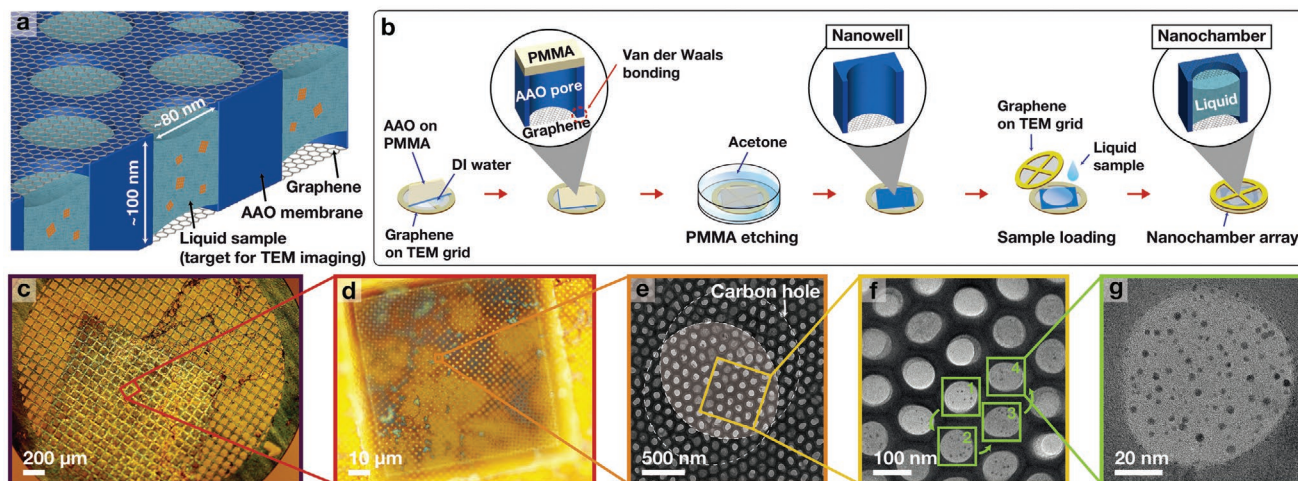 a
~80 nm
~100 nm
Graphene
AAO membrane
Liquid sample
(target for TEM imaging)
b
PMMA
AAO pore
Graphene
Van der Waals
bonding
AAO on
PMMA
DI water
Graphene
on TEM grid
Acetone
PMMA etching
Nanowell
Graphene
on TEM grid
Liquid
sample
Sample loading
Nanochamber
Liquid
Nanochamber array
c
200 μm
d
10 μm
e
Carbon hole
500 nm
f
1
4
3
2
100 nm
g
20 nm